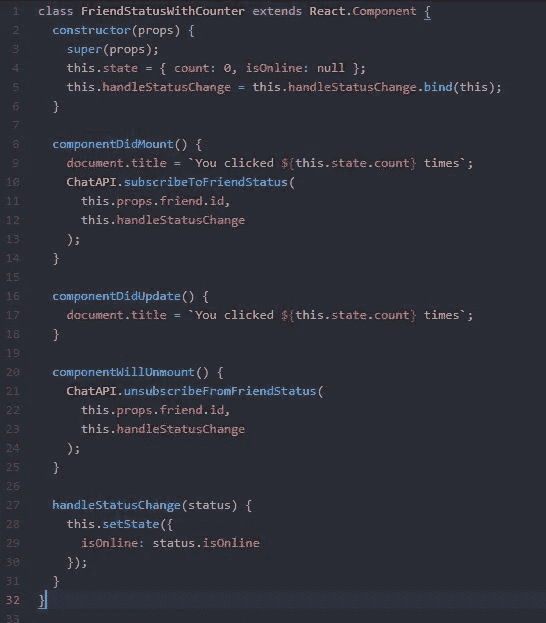 1 class FriendStatusWithCounter extends React.Component {
2   constructor(props) {
3     super(props);
4     this.state = { count: 0, isOnline: null };
5     this.handleStatusChange = this.handleStatusChange.bind(this);
6   }
7
8   componentDidMount() {
9     document.title = `You clicked ${this.state.count} times`;
10     ChatAPI.subscribeToFriendStatus(
11       this.props.friend.id,
12       this.handleStatusChange
13     );
14   }
15
16   componentDidUpdate() {
17     document.title = `You clicked ${this.state.count} times`;
18   }
19
20   componentWillUnmount() {
21     ChatAPI.unsubscribeFromFriendStatus(
22       this.props.friend.id,
23       this.handleStatusChange
24     );
25   }
26
27   handleStatusChange(status) {
28     this.setState({
29       isOnline: status.isOnline
30     });
31   }
32 }
33